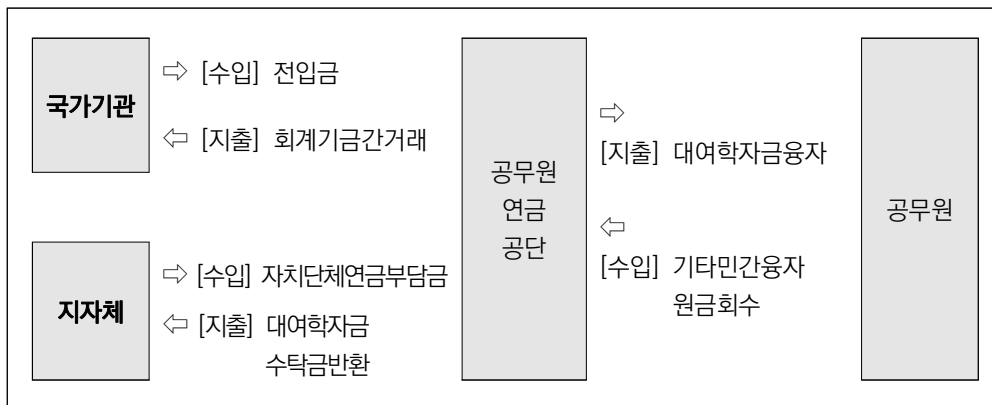 국가기관
⇨ [수입] 전입금
⇦ [지출] 회계기금간거래
지자체
⇨ [수입] 자치단체연금부담금
⇦ [지출] 대여학자금
수탁금반환
공무원
연금
공단
⇨
[지출] 대여학자금융자
⇦
[수입] 기타민간융자
원금회수
공무원